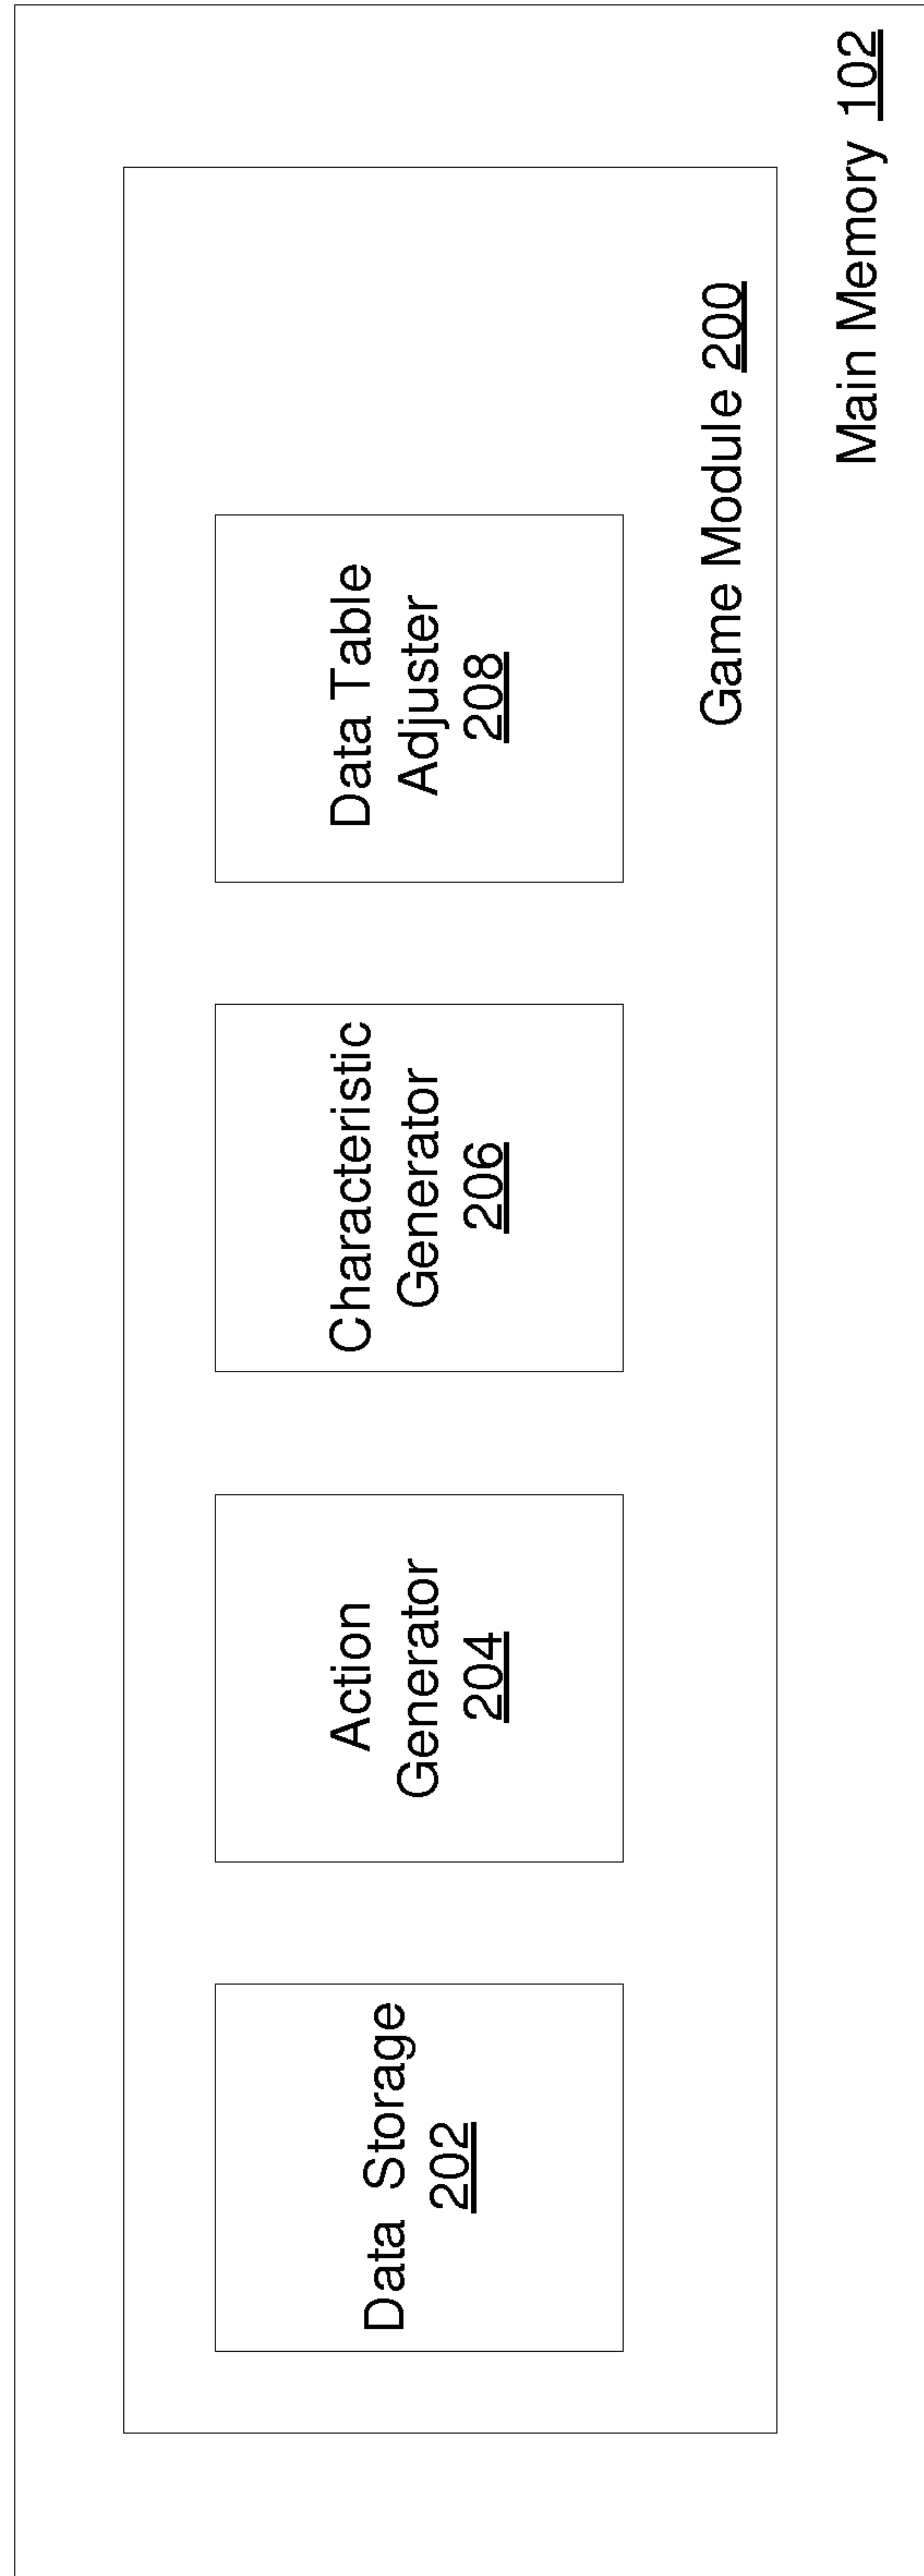 Data Storage
202
Action
Generator
204
Characteristic
Generator
206
Data Table
Adjuster
208
Game Module 200
Main Memory 102